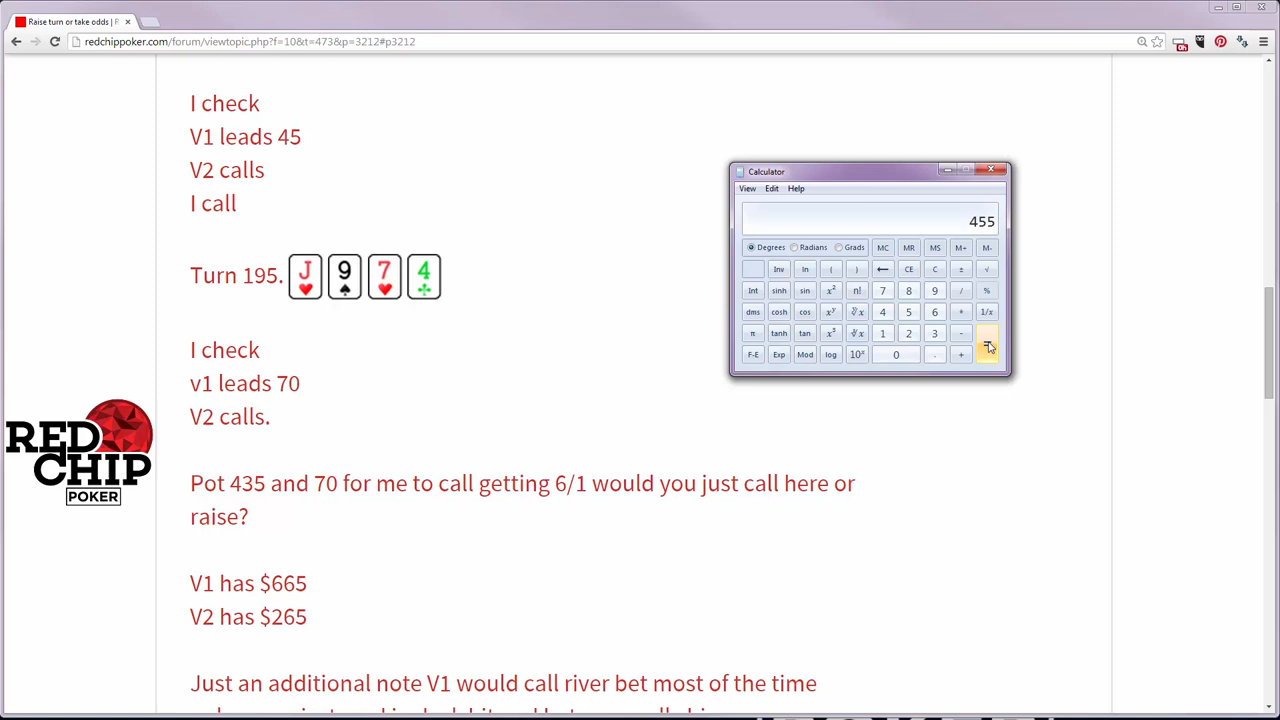 Raise turn or take odds | R
redchippoker.com/forum/viewtopic.php?f=10&t=473&p=3212#p3212
0h
I check
V1 leads 45
V2 calls
I call
Turn 195. J♥ 9♠ 7♥ 4♣
I check
v1 leads 70
V2 calls.
Pot 435 and 70 for me to call getting 6/1 would you just call here or
raise?
V1 has $665
V2 has $265
Just an additional note V1 would call river bet most of the time
RED
CHIP
POKER
Calculator
View Edit Help
455
Degrees Radians Grads MC MR MS M+ M-
Inv ln ( ) ← CE C ± √
Int sinh sin x² n! 7 8 9 / %
dms cosh cos xʸ ʸ√x 4 5 6 * 1/x
π tanh tan x³ ³√x 1 2 3 - =
F-E Exp Mod log 10ˣ 0 . +